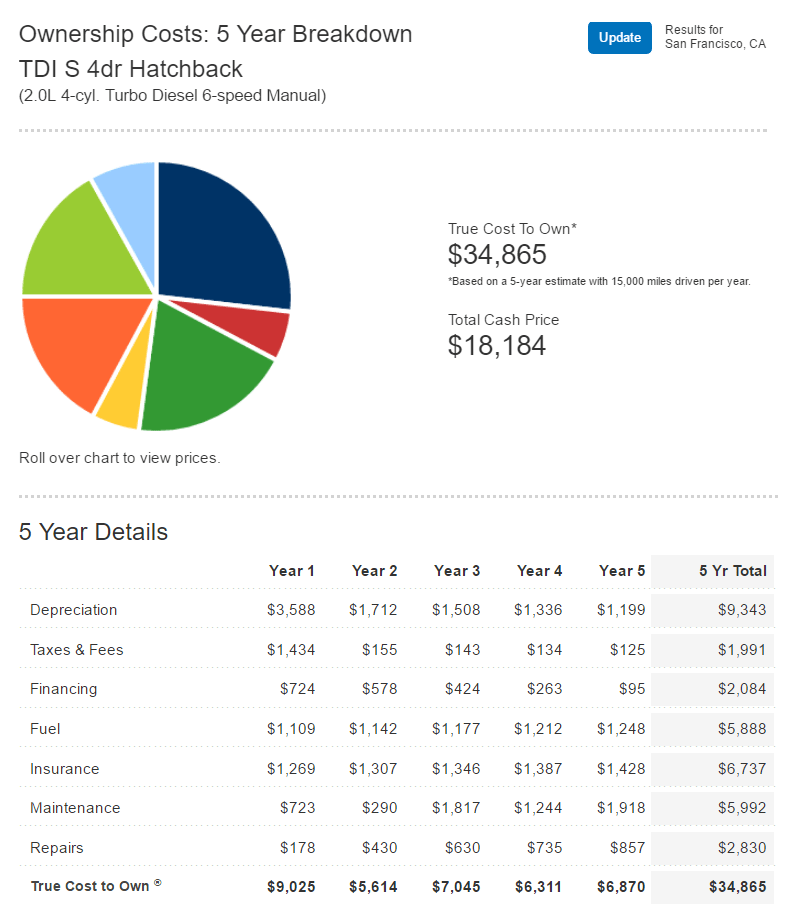 Ownership Costs: 5 Year Breakdown
TDI S 4dr Hatchback
(2.0L 4-cyl. Turbo Diesel 6-speed Manual)
Update
Results for
San Francisco, CA
True Cost To Own*
$34,865
*Based on a 5-year estimate with 15,000 miles driven per year.
Total Cash Price
$18,184
Roll over chart to view prices.
5 Year Details
Year 1 Year 2 Year 3 Year 4 Year 5 5 Yr Total
Depreciation $3,588 $1,712 $1,508 $1,336 $1,199 $9,343
Taxes & Fees $1,434 $155 $143 $134 $125 $1,991
Financing $724 $578 $424 $263 $95 $2,084
Fuel $1,109 $1,142 $1,177 $1,212 $1,248 $5,888
Insurance $1,269 $1,307 $1,346 $1,387 $1,428 $6,737
Maintenance $723 $290 $1,817 $1,244 $1,918 $5,992
Repairs $178 $430 $630 $735 $857 $2,830
True Cost to Own ® $9,025 $5,614 $7,045 $6,311 $6,870 $34,865